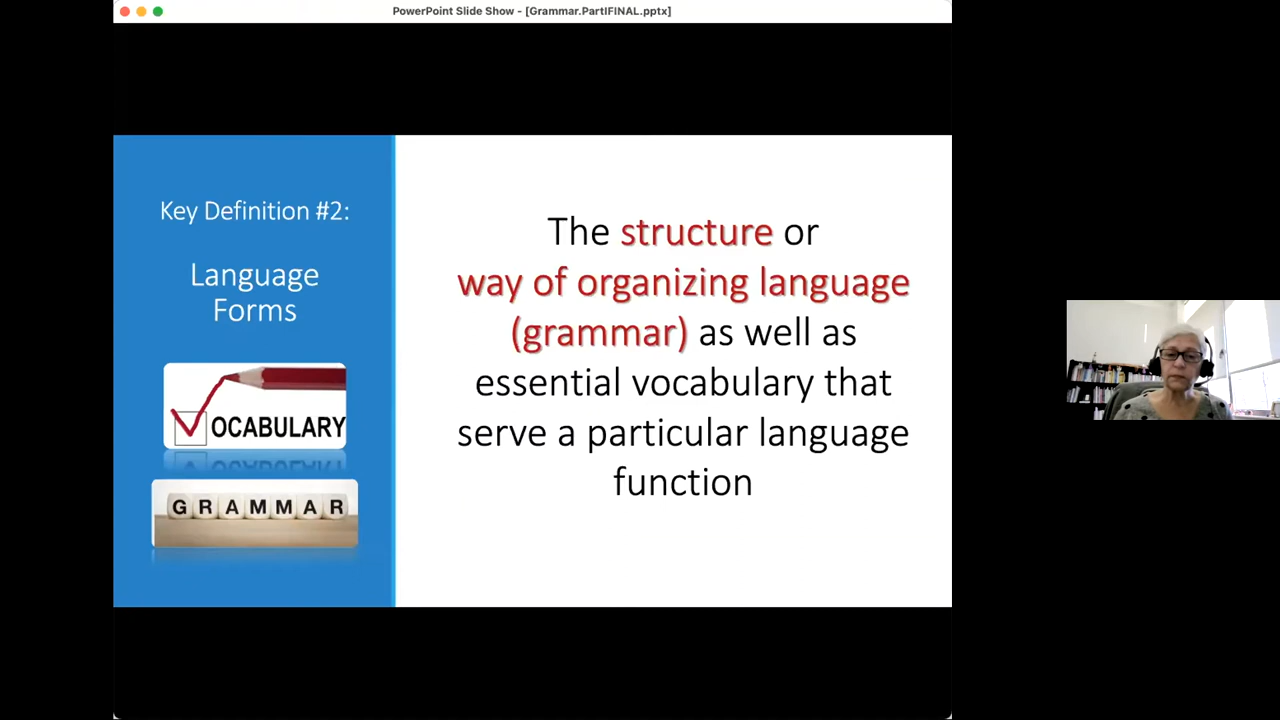 PowerPoint Slide Show - [Grammar.PartIFINAL.pptx]
Key Definition #2:
Language
Forms
OCABULARY
GRAMMAR
The structure or
way of organizing language
(grammar) as well as
essential vocabulary that
serve a particular language
function